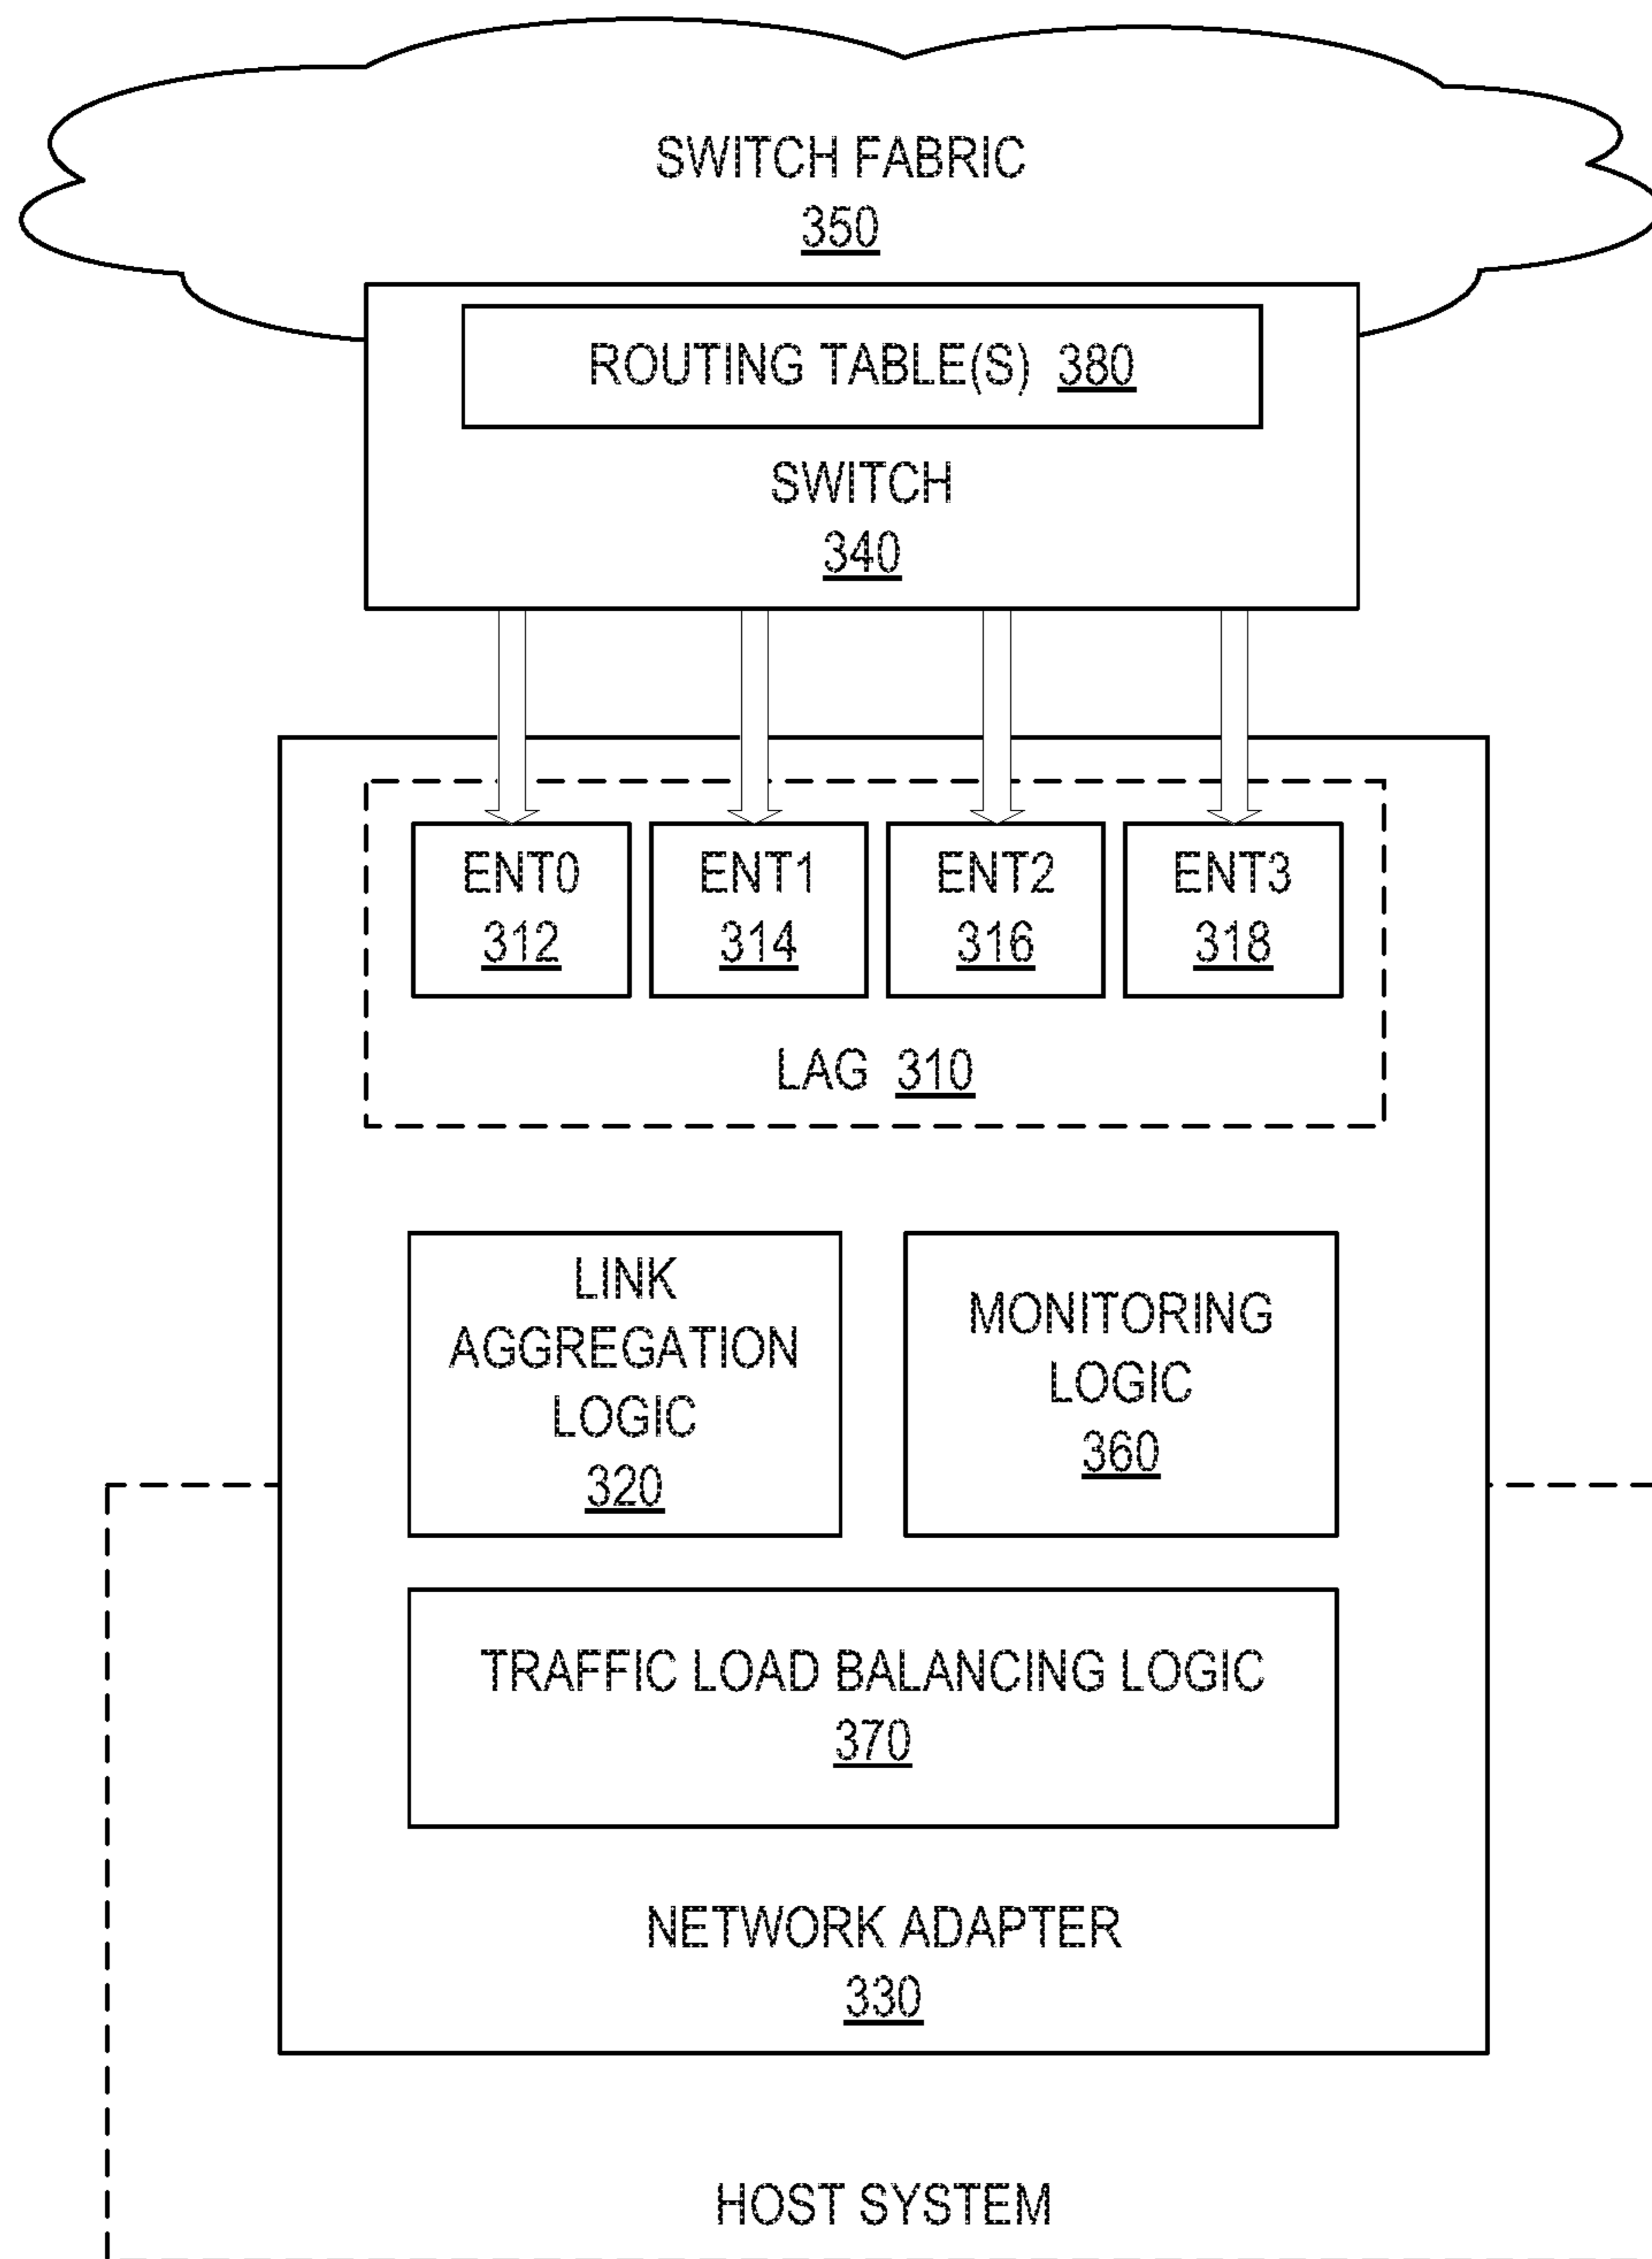 SWITCH FABRIC
350
ROUTING TABLE(S) 380
SWITCH
340
ENT0
312
ENT1
314
ENT2
316
ENT3
318
LAG 310
LINK
AGGREGATION
LOGIC
320
MONITORING
LOGIC
360
TRAFFIC LOAD BALANCING LOGIC
370
NETWORK ADAPTER
330
HOST SYSTEM